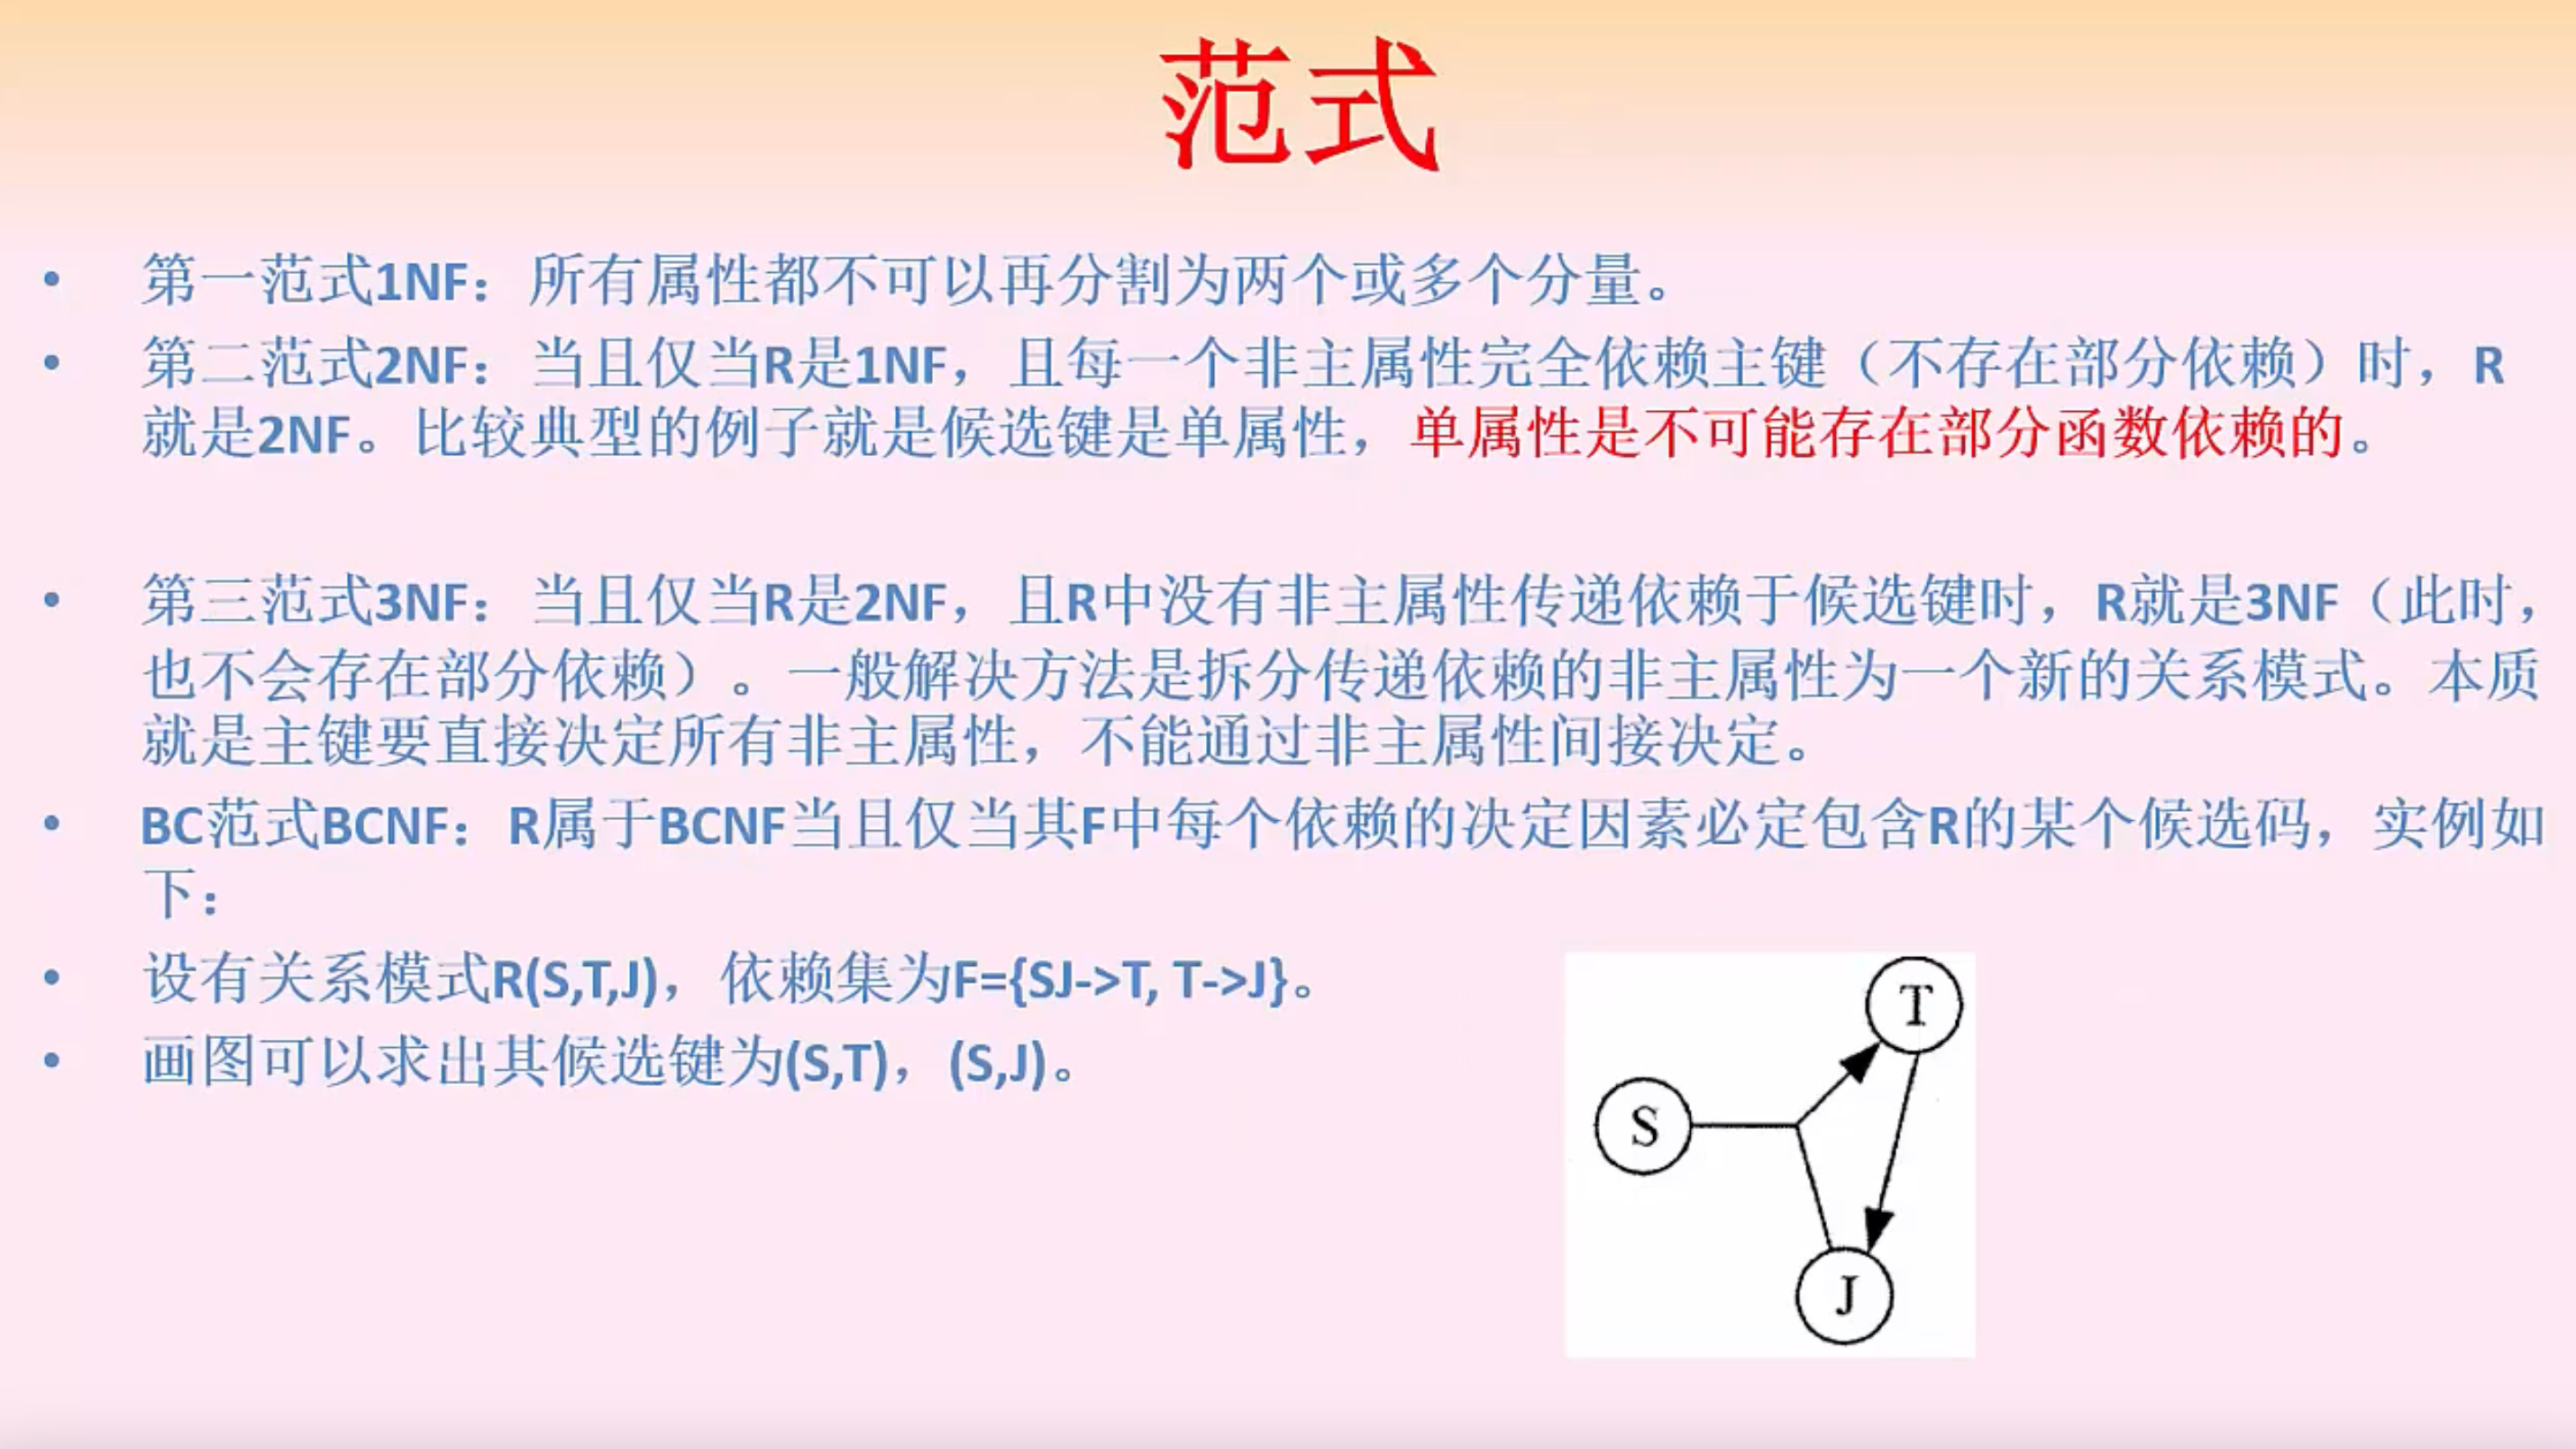 范式
• 第一范式1NF：所有属性都不可以再分割为两个或多个分量。
• 第二范式2NF：当且仅当R是1NF，且每一个非主属性完全依赖主键（不存在部分依赖）时，R
就是2NF。比较典型的例子就是候选键是单属性，单属性是不可能存在部分函数依赖的。
• 第三范式3NF：当且仅当R是2NF，且R中没有非主属性传递依赖于候选键时，R就是3NF（此时，
也不会存在部分依赖）。一般解决方法是拆分传递依赖的非主属性为一个新的关系模式。本质
就是主键要直接决定所有非主属性，不能通过非主属性间接决定。
• BC范式BCNF：R属于BCNF当且仅当其F中每个依赖的决定因素必定包含R的某个候选码，实例如
下：
• 设有关系模式R(S,T,J)，依赖集为F={SJ->T, T->J}。
• 画图可以求出其候选键为(S,T)，(S,J)。
T
S
J